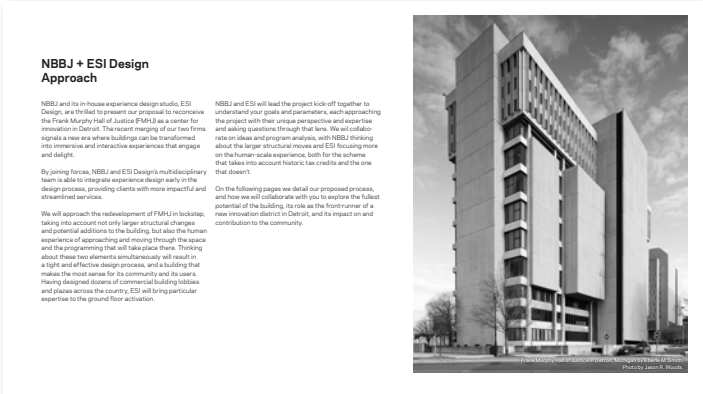 NBBJ + ESI Design
Approach
NBBJ and its in-house experience design studio, ESI
Design, are thrilled to present our proposal to reconceive
the Frank Murphy Hall of Justice (FMHJ) as a center for
innovation in Detroit. The recent merging of our two firms
signals a new era where buildings can be transformed
into immersive and interactive experiences that engage
and delight.
By joining forces, NBBJ and ESI Design's multidisciplinary
team is able to integrate experience design early in the
design process, providing clients with more impactful and
streamlined services.
We will approach the redevelopment of FMHJ in lockstep,
taking into account not only larger structural changes
and potential additions to the building, but also the human
experience of approaching and moving through the space
and the programming that will take place there. Thinking
about these two elements simultaneously will result in
a tight and effective design process, and a building that
makes the most sense for its community and its users.
Having designed dozens of commercial building lobbies
and plazas across the country, ESI will bring particular
expertise to the ground floor activation.
NBBJ and ESI will lead the project kick-off together to
understand your goals and parameters, each approaching
the project with their unique perspective and expertise
and asking questions through that lens. We wil collabo-
rate on ideas and program analysis, with NBBJ thinking
about the larger structural moves and ESI focusing more
on the human-scale experience, both for the scheme
that takes into account historic tax credits and the one
that doesn't.
On the following pages we detail our proposed process,
and how we will collaborate with you to explore the fullest
potential of the building, its role as the front-runner of a
new innovation district in Detroit, and its impact on and
contribution to the community.
Frank Murphy Hall of Justice in Detroit, Michigan by Eberle M. Smith.
Photo by Jason R. Woods.